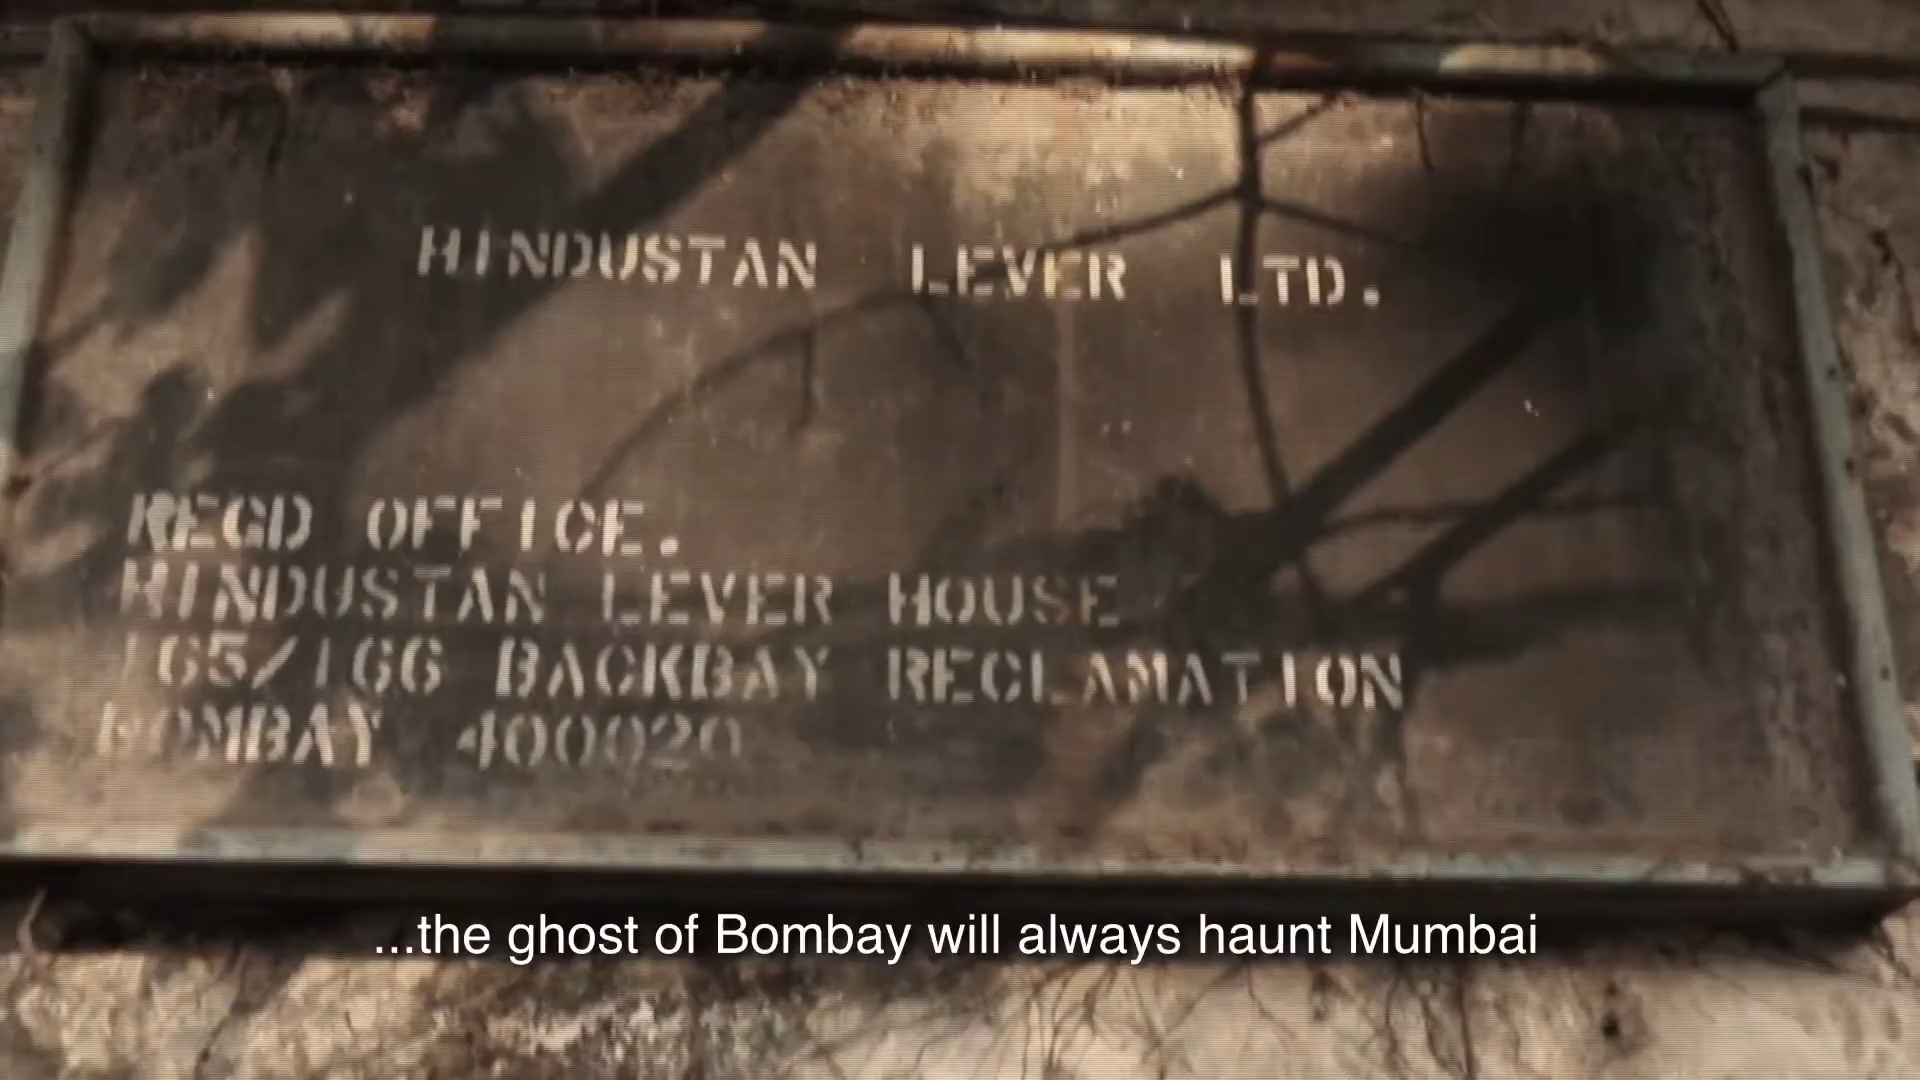 HINDUSTAN LEVER LTD.
REGD OFFICE.
HINDUSTAN LEVER HOUSE
165/166 BACKBAY RECLAMATION
BOMBAY 400020
...the ghost of Bombay will always haunt Mumbai